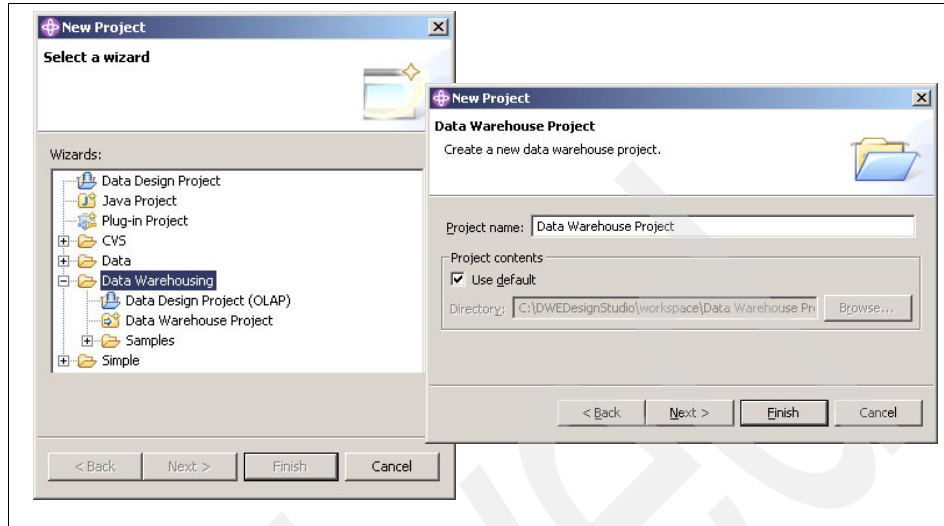 New Project
Select a wizard
Wizards:
Data Design Project
Java Project
Plug-in Project
CVS
Data
Data Warehousing
Data Design Project (OLAP)
Data Warehouse Project
Samples
Simple
< Back
Next >
Finish
Cancel
New Project
Data Warehouse Project
Create a new data warehouse project.
Project name: Data Warehouse Project
Project contents
Use default
Directory: C:\DWEDesignStudio\workspace\Data Warehouse Pr
Browse...
< Back
Next >
Finish
Cancel